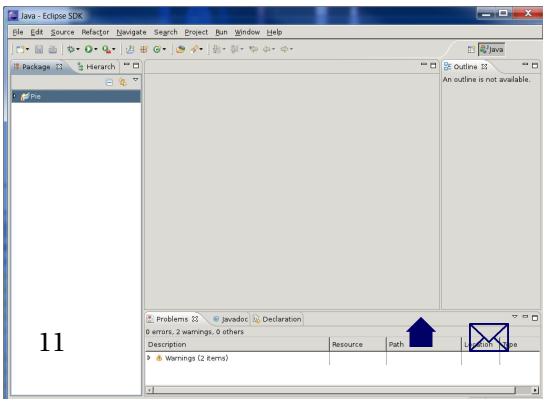 Java - Eclipse SDK
File Edit Source Refactor Navigate Search Project Run Window Help
Java
Package Hierarch
Outline
An outline is not available.
Pie
Problems Javadoc Declaration
0 errors, 2 warnings, 0 others
Description Resource Path Location Type
Warnings (2 items)
11